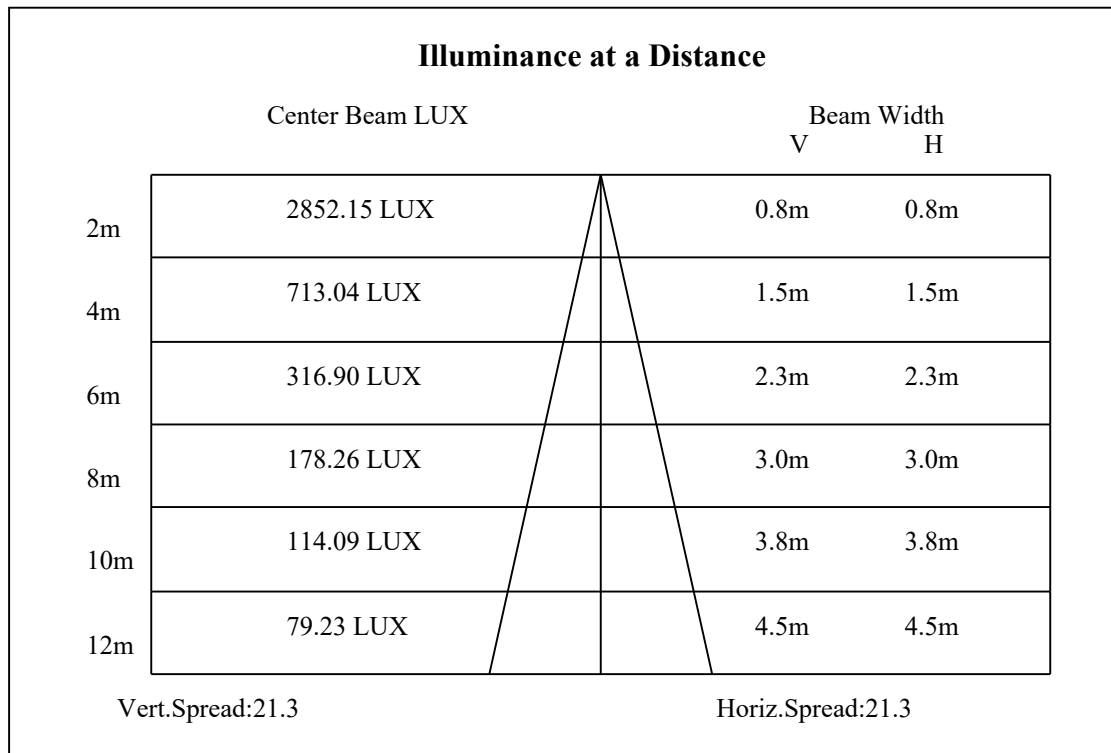 Illuminance at a Distance
Center Beam LUX Beam Width
V H
2m 2852.15 LUX 0.8m 0.8m
4m 713.04 LUX 1.5m 1.5m
6m 316.90 LUX 2.3m 2.3m
8m 178.26 LUX 3.0m 3.0m
10m 114.09 LUX 3.8m 3.8m
12m 79.23 LUX 4.5m 4.5m
Vert.Spread:21.3 Horiz.Spread:21.3